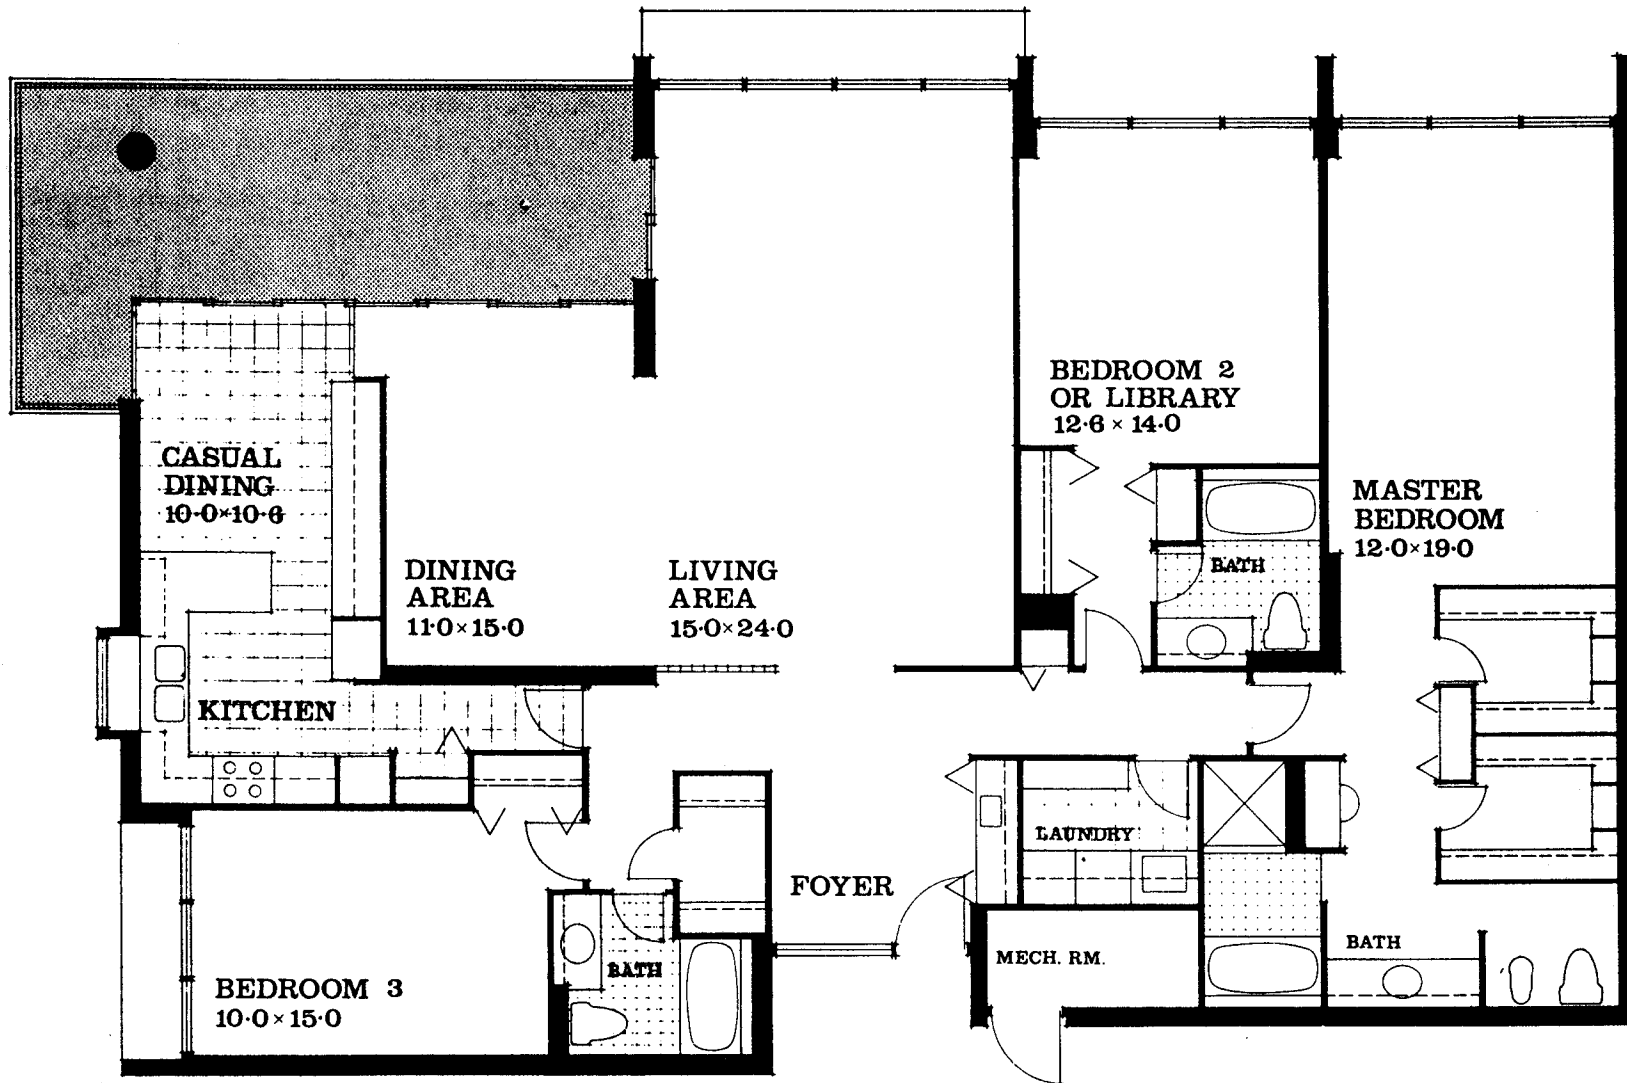 BEDROOM 2
OR LIBRARY
12·6 × 14·0
CASUAL
DINING
10·0×10·6
MASTER
BEDROOM
12·0×19·0
DINING
AREA
11·0×15·0
LIVING
AREA
15·0×24·0
BATH
KITCHEN
LAUNDRY
FOYER
BEDROOM 3
10·0×15·0
BATH
MECH. RM.
BATH